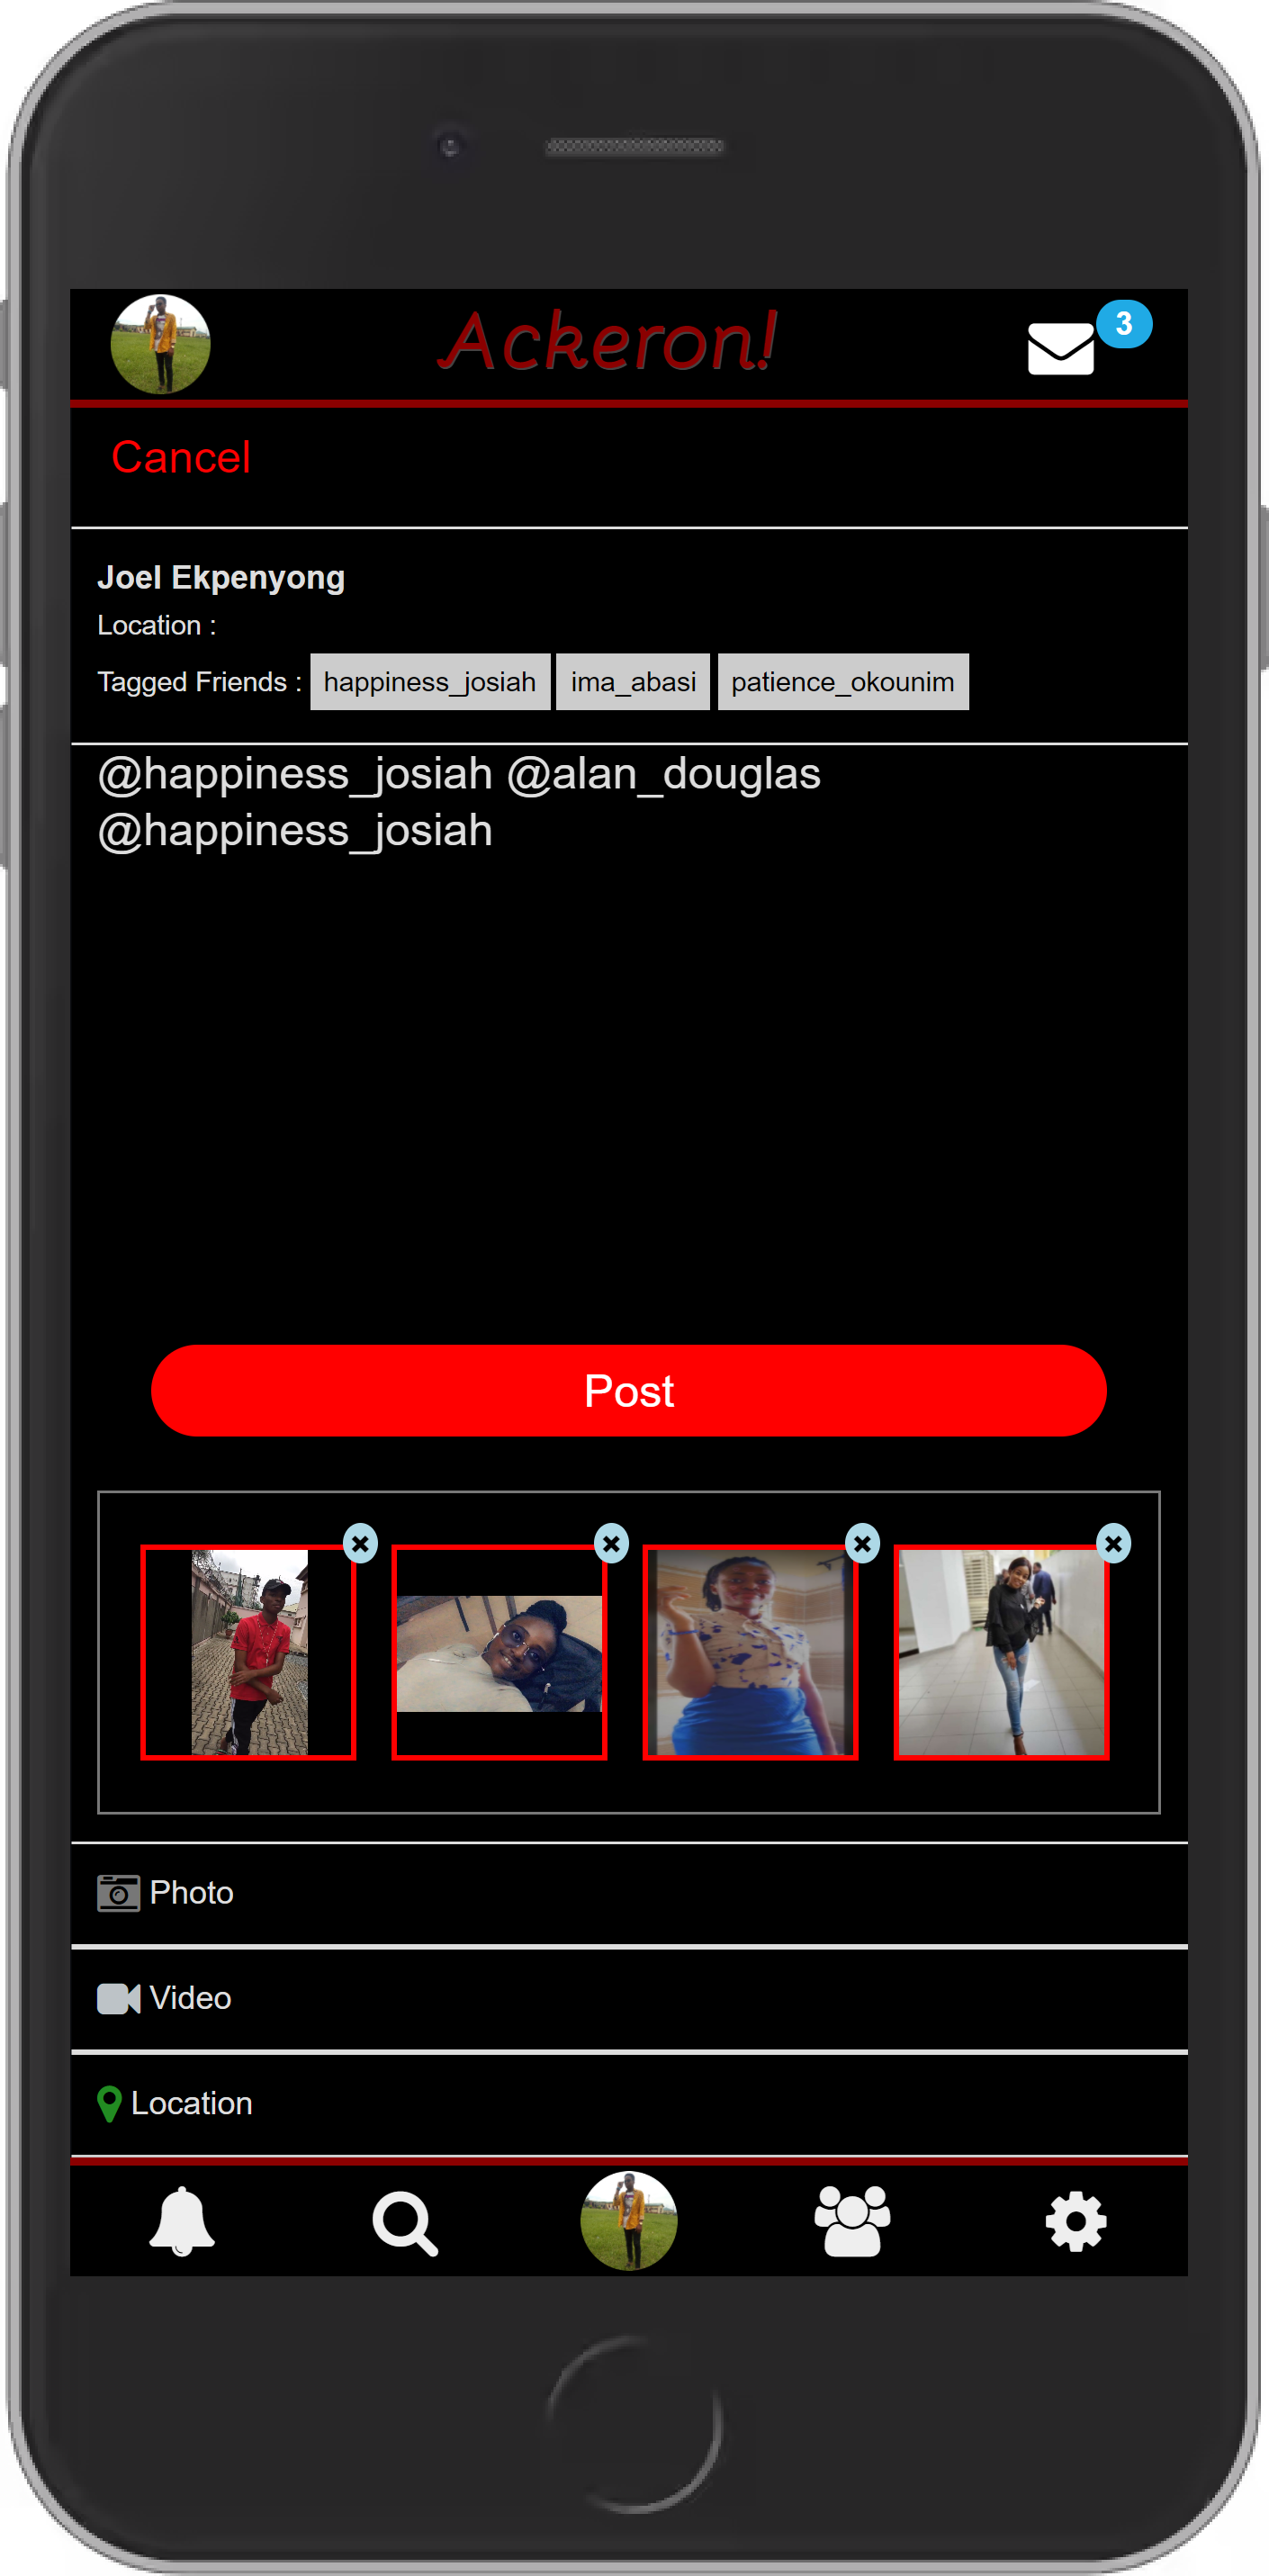 Ackeron!
3
Cancel
Joel Ekpenyong
Location :
Tagged Friends : happiness_josiah ima_abasi patience_okounim
@happiness_josiah @alan_douglas
@happiness_josiah
Post
Photo
Video
Location